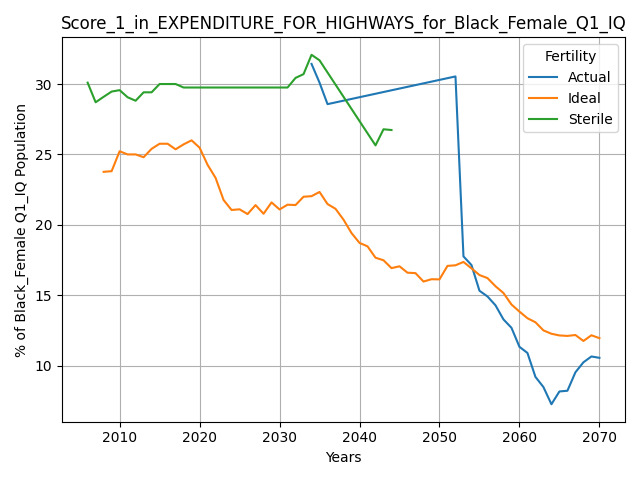 Score_1_in_EXPENDITURE_FOR_HIGHWAYS_for_Black_Female_Q1_IQ
% of Black_Female Q1_IQ Population
30
25
20
15
10
Fertility
Actual
Ideal
Sterile
2010 2020 2030 2040 2050 2060 2070
Years